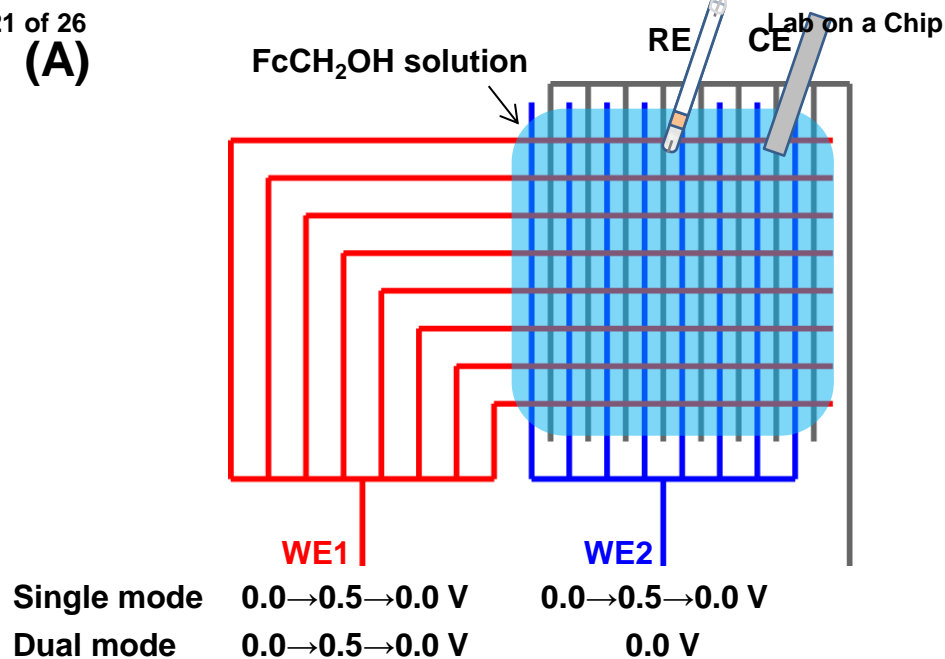 21 of 26
Lab on a Chip
(A)
RE
CE
FcCH₂OH solution
WE1
WE2
Single mode 0.0→0.5→0.0 V 0.0→0.5→0.0 V
Dual mode 0.0→0.5→0.0 V 0.0 V